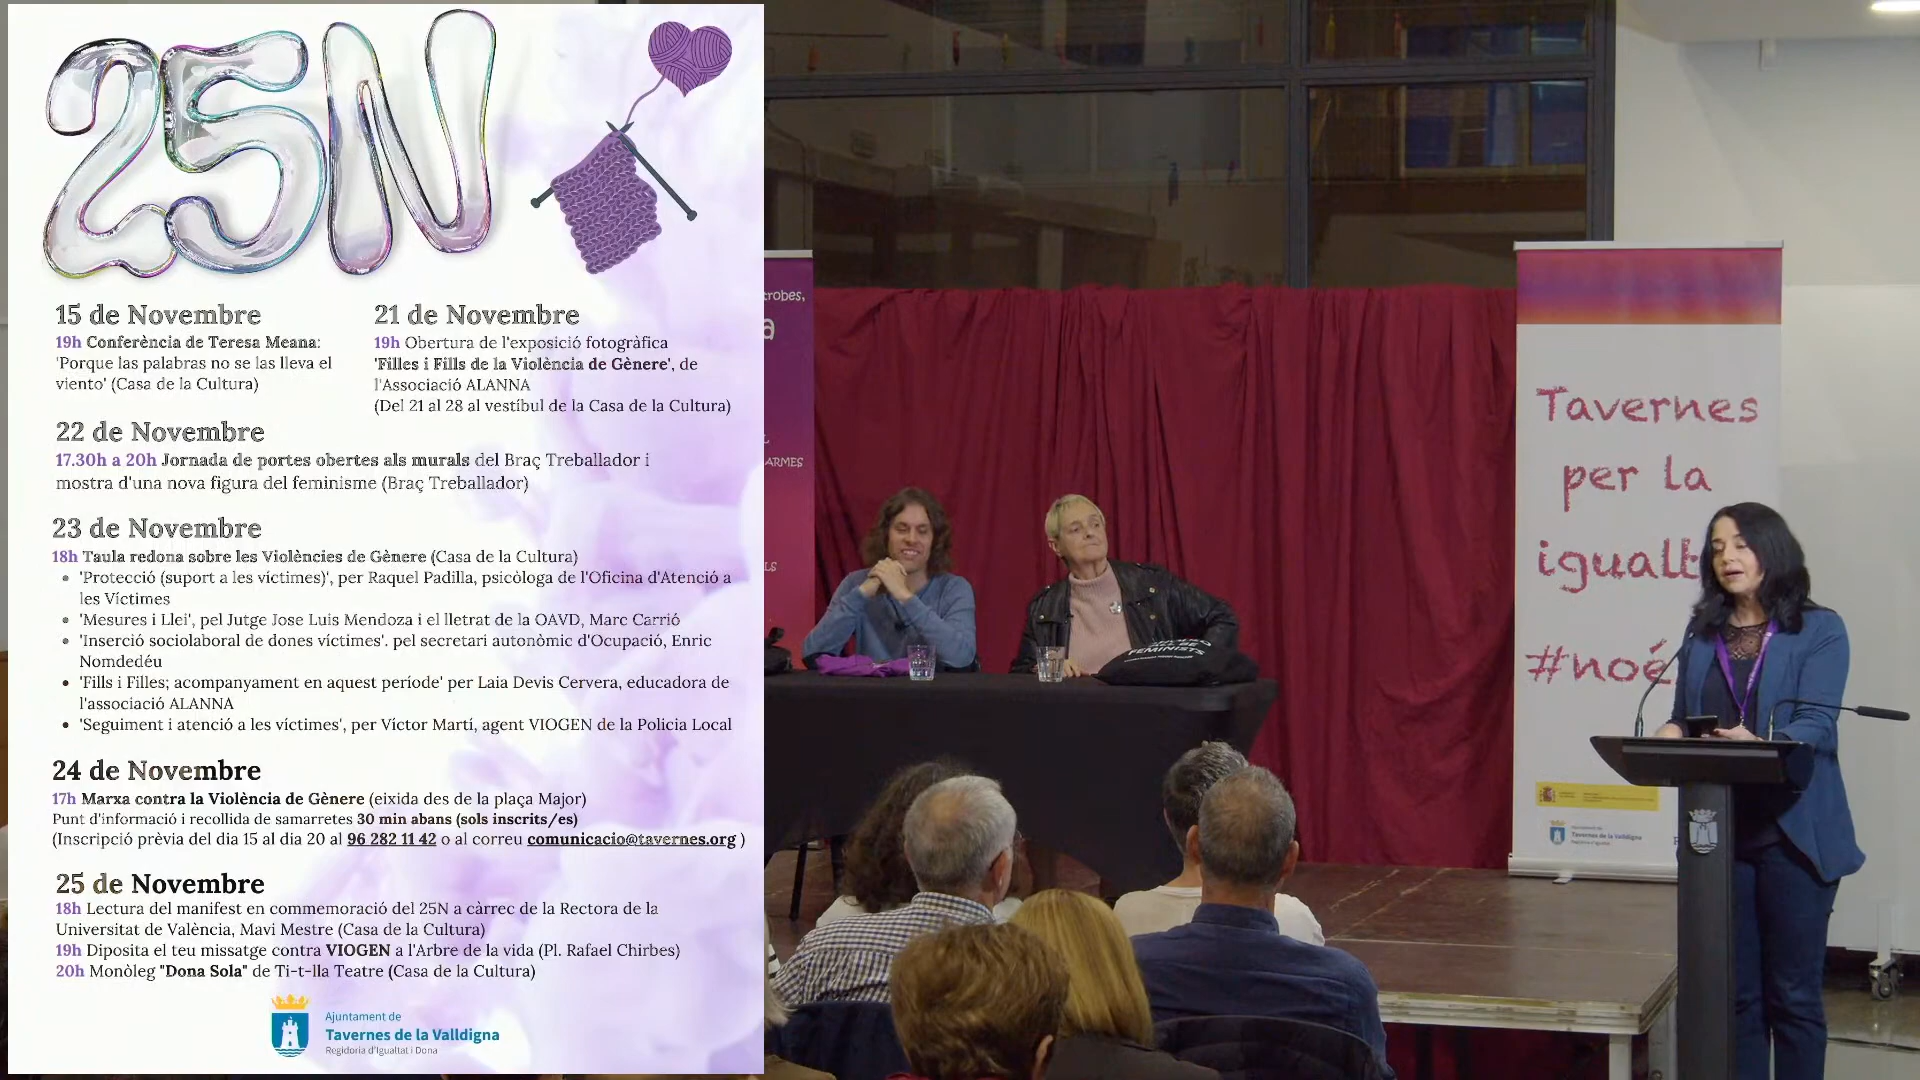 25N
15 de Novembre
19h Conferència de Teresa Meana:
'Porque las palabras no se las lleva el
viento' (Casa de la Cultura)
21 de Novembre
19h Obertura de l'exposició fotogràfica
'Filles i Fills de la Violència de Gènere', de
l'Associació ALANNA
(Del 21 al 28 al vestíbul de la Casa de la Cultura)
22 de Novembre
17.30h a 20h Jornada de portes obertes als murals del Braç Treballador i
mostra d'una nova figura del feminisme (Braç Treballador)
23 de Novembre
18h Taula redona sobre les Violències de Gènere (Casa de la Cultura)
• 'Protecció (suport a les víctimes)', per Raquel Padilla, psicòloga de l'Oficina d'Atenció a
les Víctimes
• 'Mesures i Llei', pel Jutge Jose Luis Mendoza i el lletrat de la OAVD, Marc Carrió
• 'Inserció sociolaboral de dones víctimes'. pel secretari autonòmic d'Ocupació, Enric
Nomdedéu
• 'Fills i Filles; acompanyament en aquest període' per Laia Devis Cervera, educadora de
l'associació ALANNA
• 'Seguiment i atenció a les víctimes', per Víctor Martí, agent VIOGEN de la Policia Local
24 de Novembre
17h Marxa contra la Violència de Gènere (eixida des de la plaça Major)
Punt d'informació i recollida de samarretes 30 min abans (sols inscrits/es)
(Inscripció prèvia del dia 15 al dia 20 al 96 282 11 42 o al correu comunicacio@tavernes.org )
25 de Novembre
18h Lectura del manifest en commemoració del 25N a càrrec de la Rectora de la
Universitat de València, Mavi Mestre (Casa de la Cultura)
19h Diposita el teu missatge contra VIOGEN a l'Arbre de la vida (Pl. Rafael Chirbes)
20h Monòleg "Dona Sola" de Ti-t-lla Teatre (Casa de la Cultura)
Ajuntament de
Tavernes de la Valldigna
Regidoria d'Igualtat i Dona
trobes,
a
ARMES
LS
FEMINISTS
Tavernes
per la
igualt
#noé
Ajuntament de
Tavernes de la Valldigna